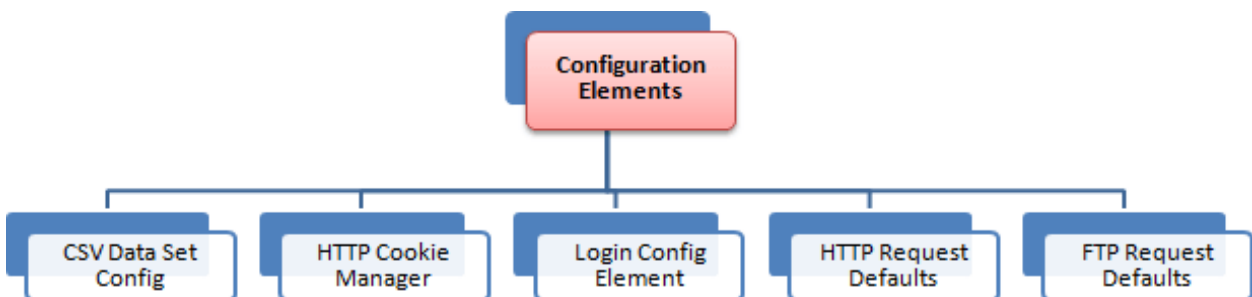 Configuration
Elements
CSV Data Set
Config
HTTP Cookie
Manager
Login Config
Element
HTTP Request
Defaults
FTP Request
Defaults